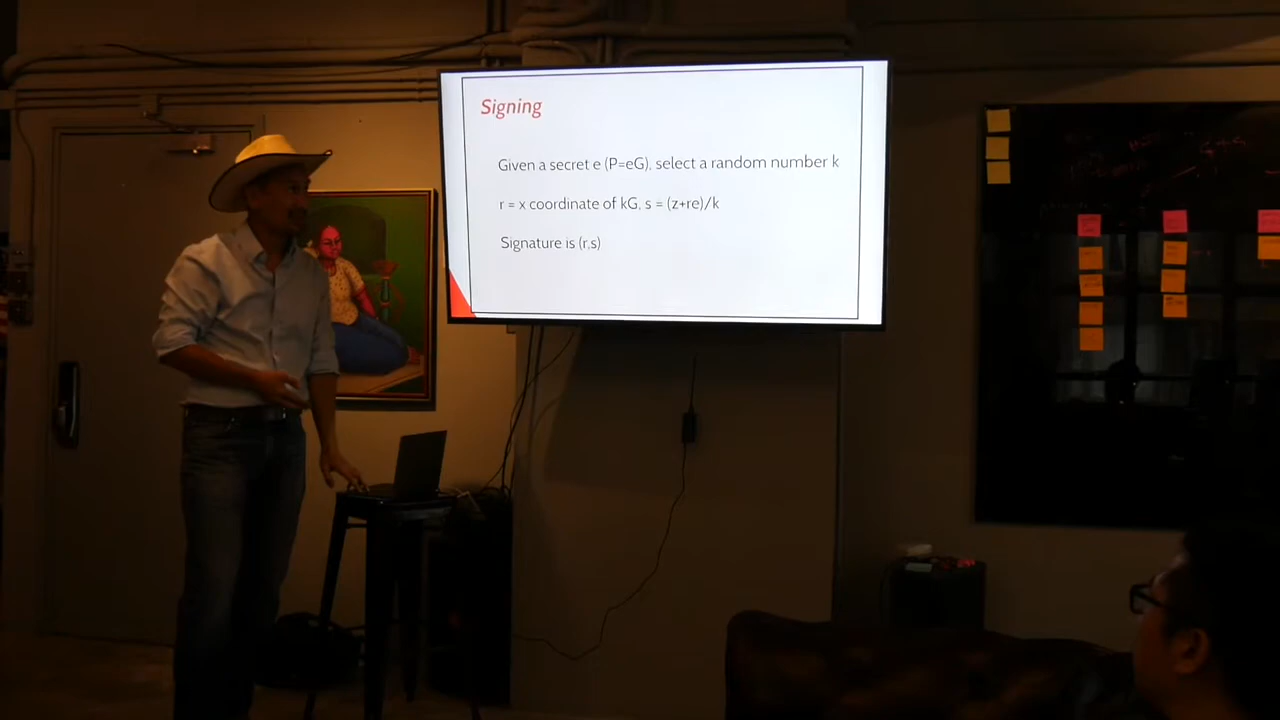 Signing
Given a secret e (P=eG), select a random number k
r = x coordinate of kG, s = (z+re)/k
Signature is (r,s)